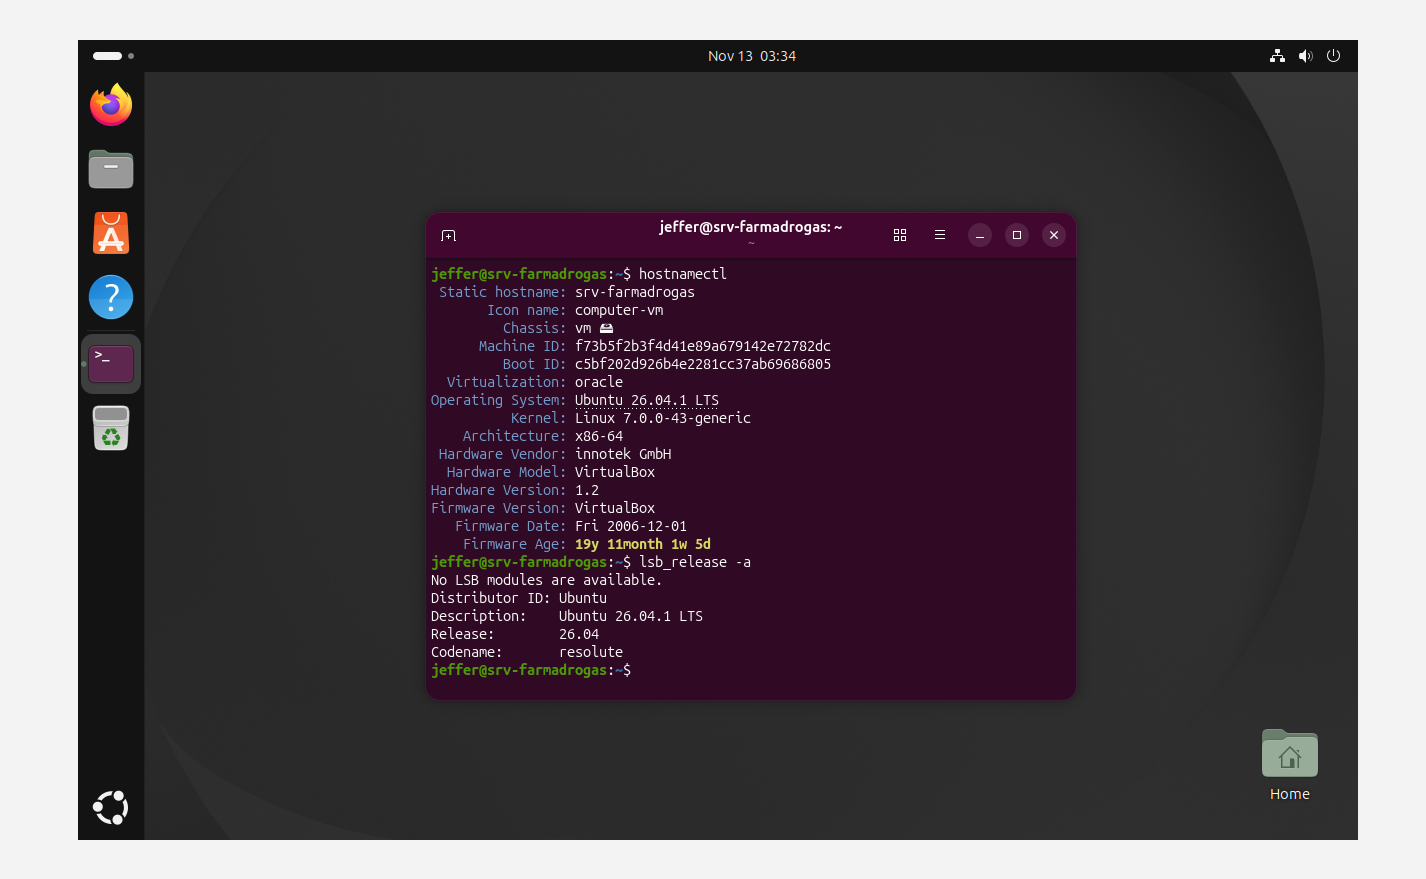 Nov 13 03:34
jeffer@srv-farmadrogas: ~
~
jeffer@srv-farmadrogas:~$ hostnamectl
Static hostname: srv-farmadrogas
Icon name: computer-vm
Chassis: vm 🖴
Machine ID: f73b5f2b3f4d41e89a679142e72782dc
Boot ID: c5bf202d926b4e2281cc37ab69686805
Virtualization: oracle
Operating System: Ubuntu 26.04.1 LTS
Kernel: Linux 7.0.0-43-generic
Architecture: x86-64
Hardware Vendor: innotek GmbH
Hardware Model: VirtualBox
Hardware Version: 1.2
Firmware Version: VirtualBox
Firmware Date: Fri 2006-12-01
Firmware Age: 19y 11month 1w 5d
jeffer@srv-farmadrogas:~$ lsb_release -a
No LSB modules are available.
Distributor ID: Ubuntu
Description: Ubuntu 26.04.1 LTS
Release: 26.04
Codename: resolute
jeffer@srv-farmadrogas:~$
Home